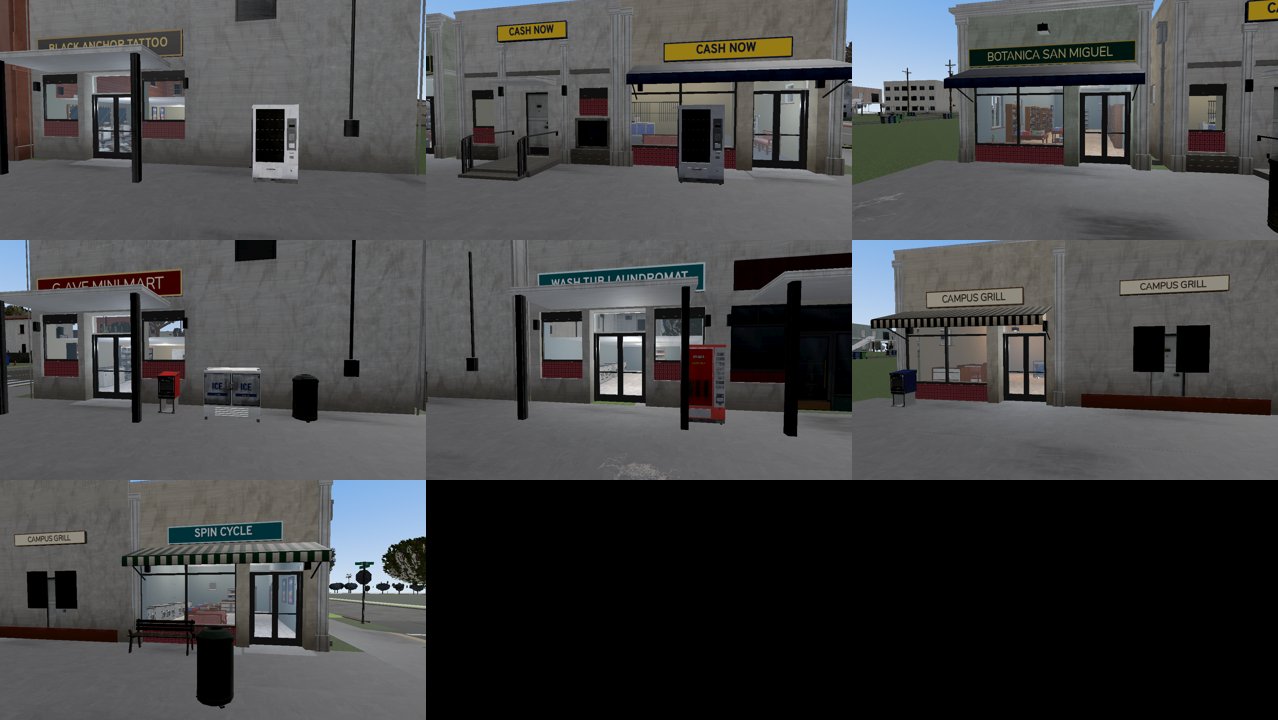 BLACK ANCHOR TATTOO
CASH NOW
CASH NOW
BOTANICA SAN MIGUEL
G AVE MINI MART
ICE
ICE
WASH TUB LAUNDROMAT
CAMPUS GRILL
CAMPUS GRILL
CAMPUS GRILL
SPIN CYCLE